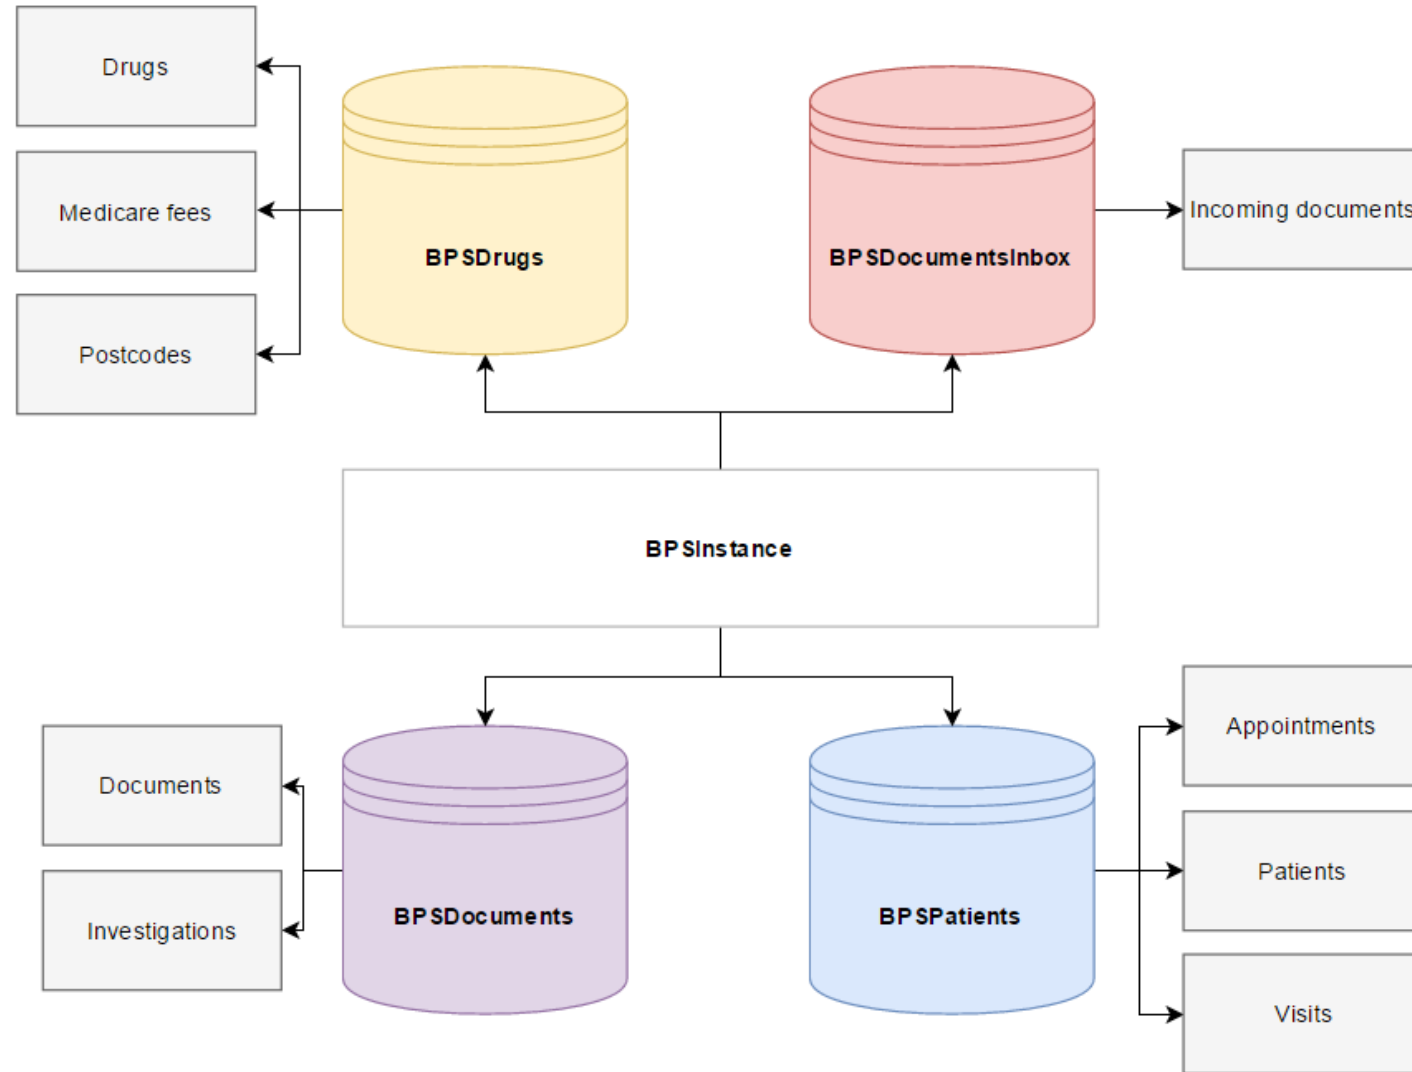 Drugs
Medicare fees
Postcodes
BPSDrugs
BPSDocumentsInbox
Incoming documents
BPSInstance
Documents
Investigations
BPSDocuments
BPSPatients
Appointments
Patients
Visits